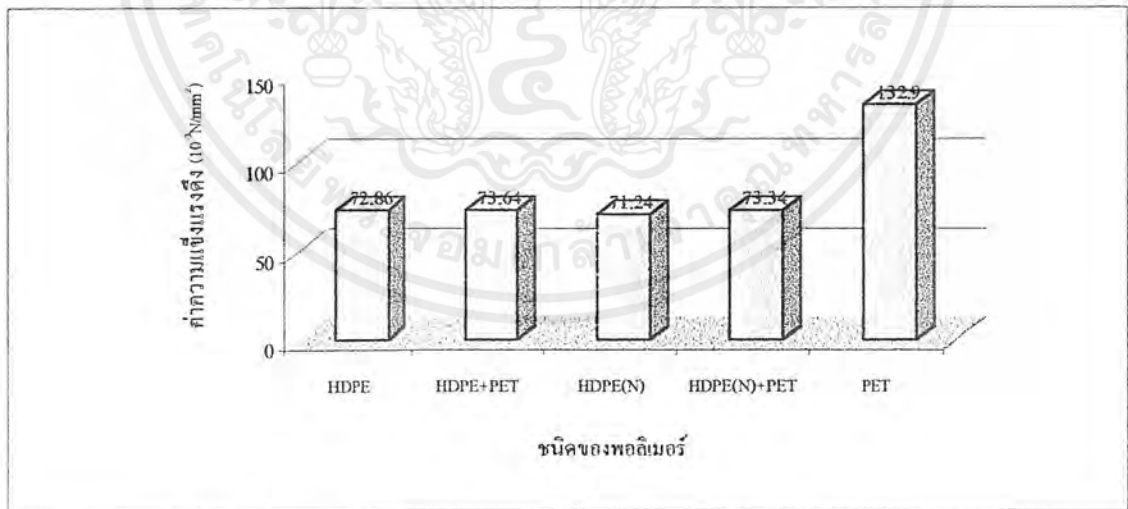 ค่าความแข็งแรงดึง (10⁻³N/mm²)
150
100
50
0
72.86
73.64
71.24
73.34
132.9
HDPE
HDPE+PET
HDPE(N)
HDPE(N)+PET
PET
ชนิดของพอลิเมอร์